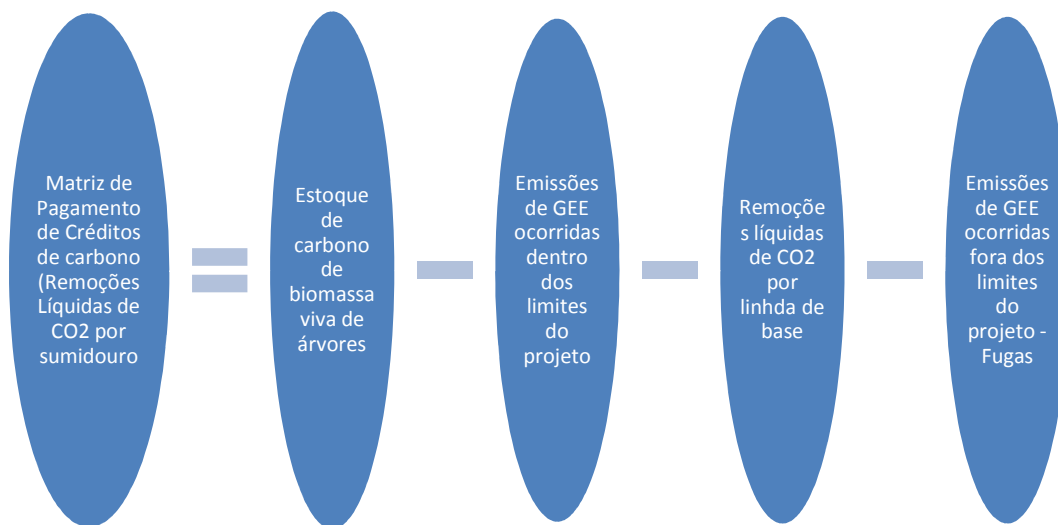 Matriz de
Pagamento
de Créditos
de carbono
(Remoções
Líquidas de
CO2 por
sumidouro
Estoque
de
carbono
de
biomassa
viva de
árvores
Emissões
de GEE
ocorridas
dentro
dos
limites
do
projeto
Remoçõe
s líquidas
de CO2
por
linhda de
base
Emissões
de GEE
ocorridas
fora dos
limites
do
projeto -
Fugas